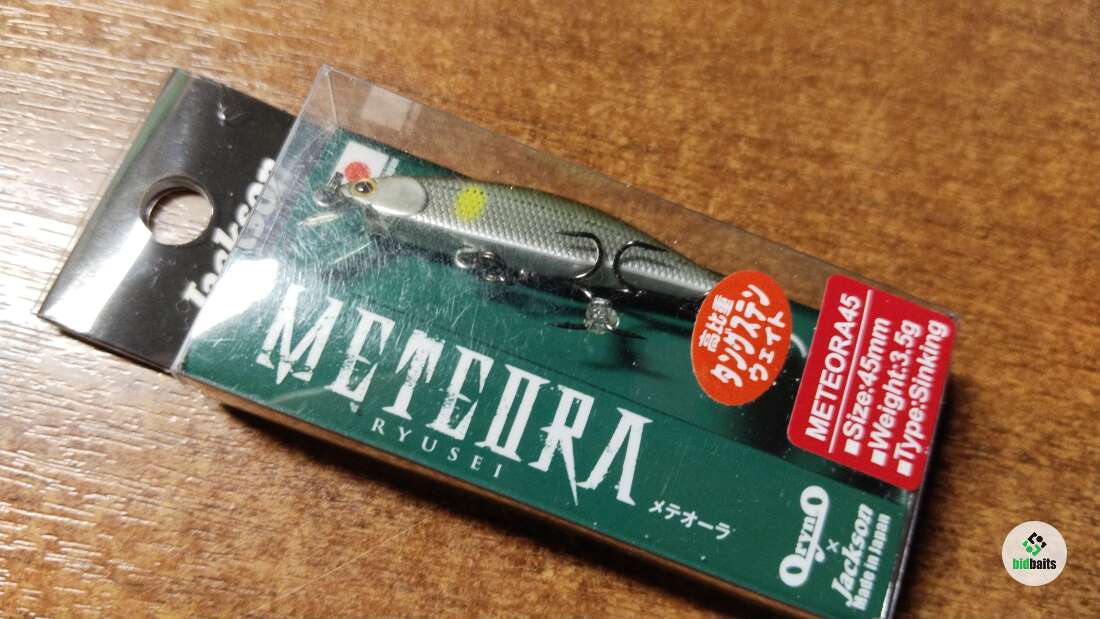 Jackson
METEORA
RYUSEI
メテオーラ
高比重
タングステン
ウェイト
METEORA45
■Size:45mm
■Weight:3.5g
■Type:Sinking
OzynO
×
Jackson
Made in Japan
bidbaits